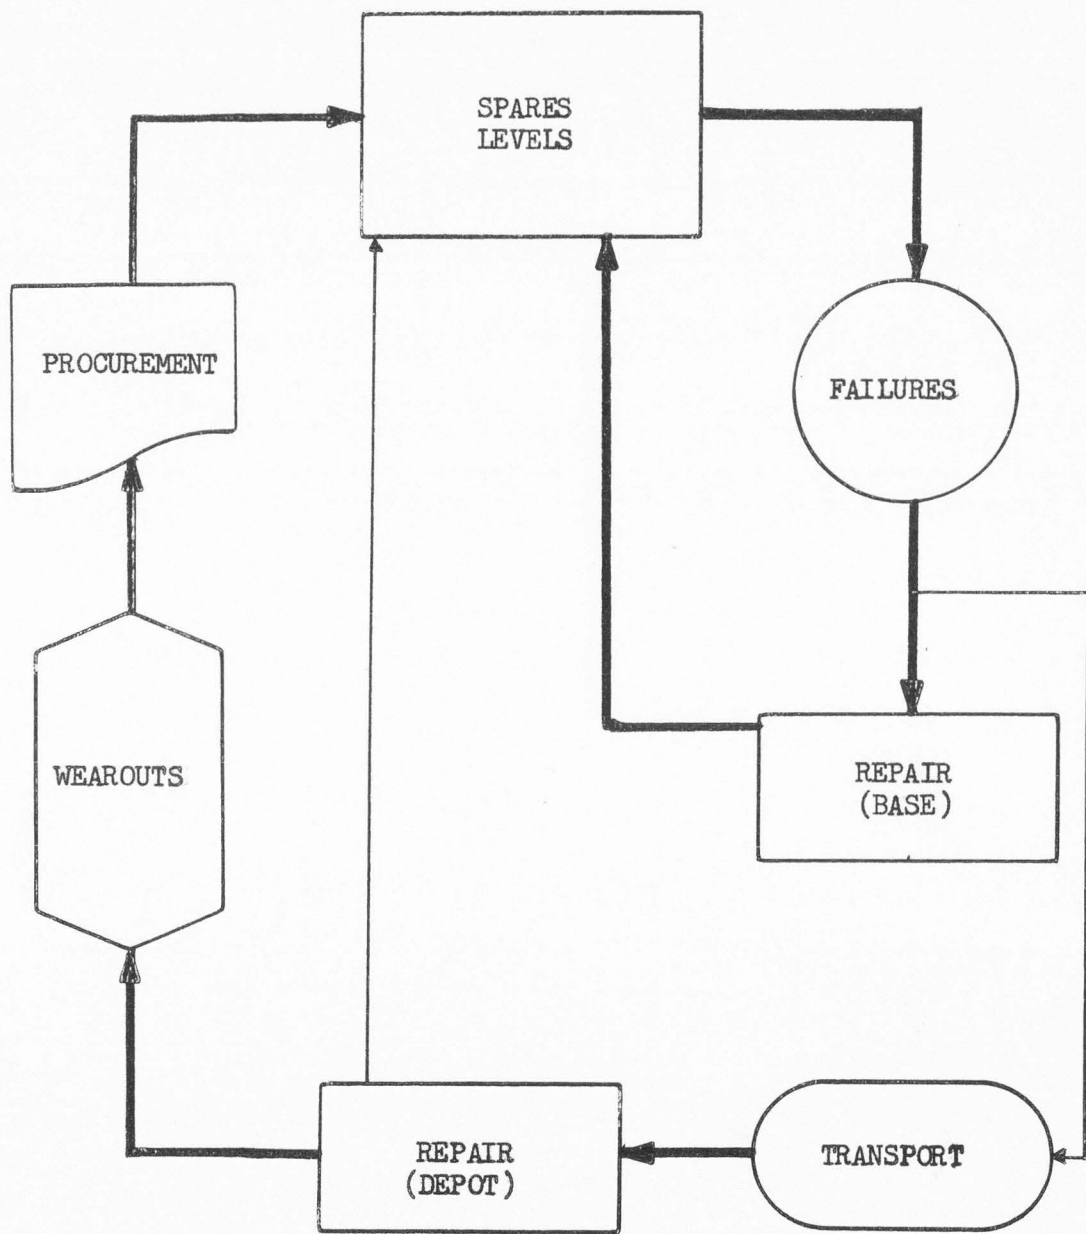 SPARES
LEVELS
PROCUREMENT
FAILURES
WEAROUTS
REPAIR
(BASE)
REPAIR
(DEPOT)
TRANSPORT